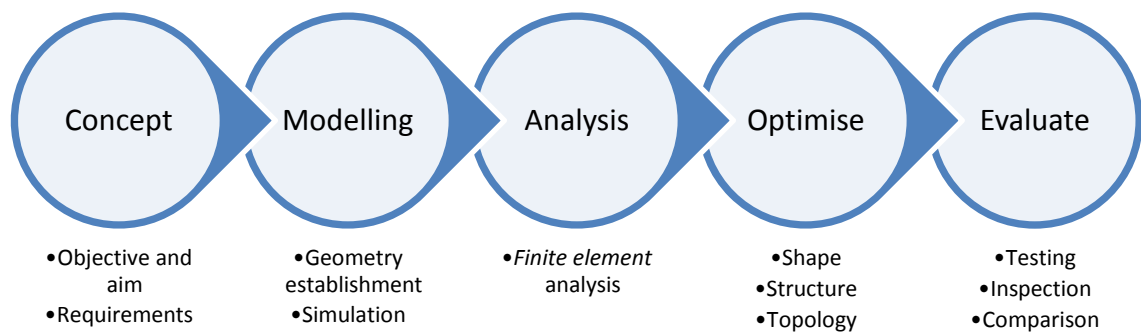 Concept
Modelling
Analysis
Optimise
Evaluate
•Objective and
aim
•Requirements
•Geometry
establishment
•Simulation
•Finite element
analysis
•Shape
•Structure
•Topology
•Testing
•Inspection
•Comparison